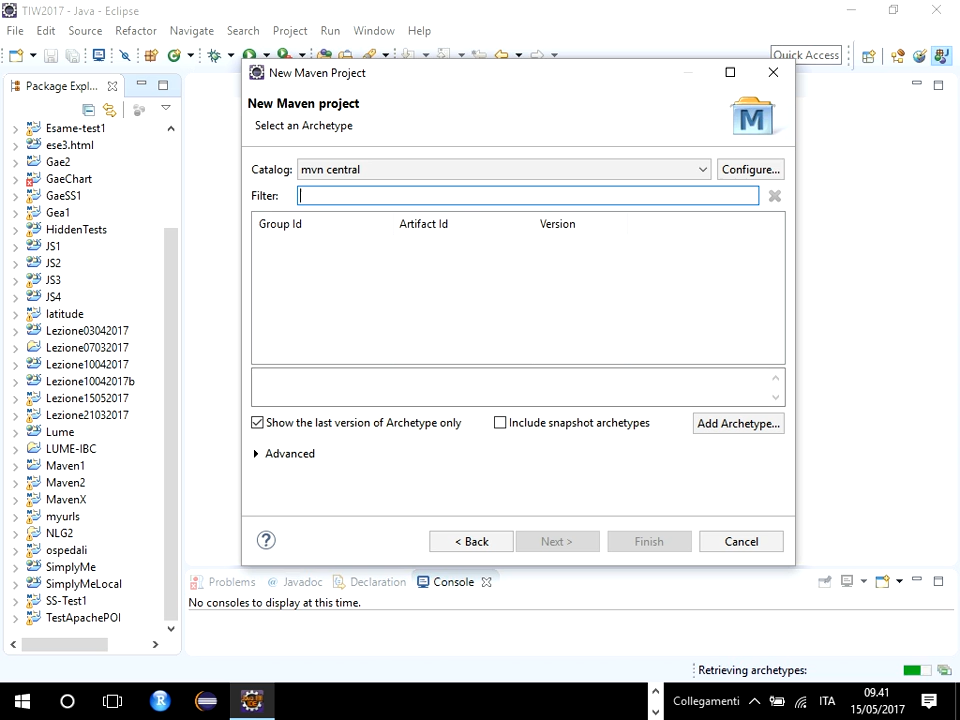 TIW2017 - Java - Eclipse
File Edit Source Refactor Navigate Search Project Run Window Help
Quick Access
Package Expl...
Esame-test1
ese3.html
Gae2
GaeChart
GaeSS1
Gea1
HiddenTests
JS1
JS2
JS3
JS4
latitude
Lezione03042017
Lezione07032017
Lezione10042017
Lezione10042017b
Lezione15052017
Lezione21032017
Lume
LUME-IBC
Maven1
Maven2
MavenX
myurls
NLG2
ospedali
SimplyMe
SimplyMeLocal
SS-Test1
TestApachePOI
New Maven Project
New Maven project
Select an Archetype
M
Catalog: mvn central Configure...
Filter:
Group Id Artifact Id Version
Show the last version of Archetype only Include snapshot archetypes Add Archetype...
Advanced
? < Back Next > Finish Cancel
Problems @ Javadoc Declaration Console
No consoles to display at this time.
Retrieving archetypes:
R Collegamenti ITA 09.41
15/05/2017